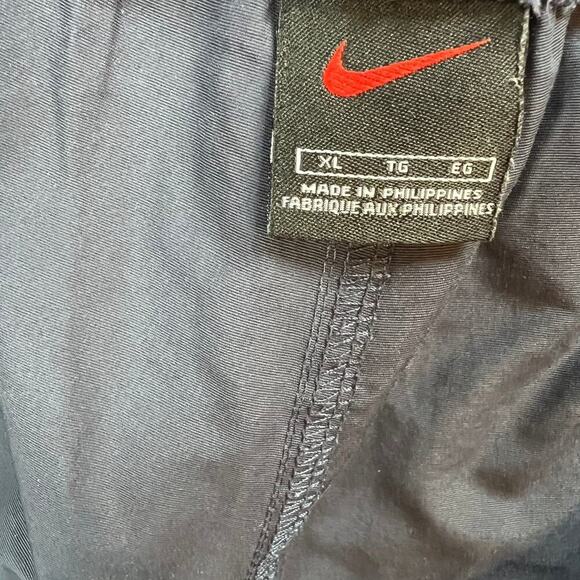 XL TG EG
MADE IN PHILIPPINES
FABRIQUE AUX PHILIPPINES